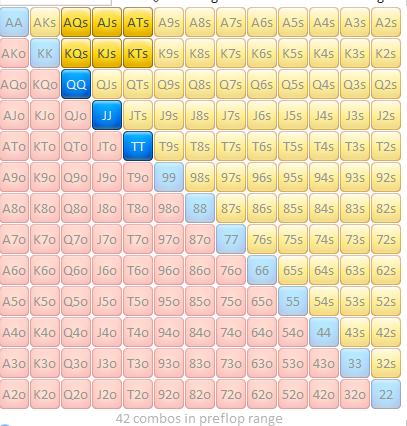 AA AKs AQs AJs ATs A9s A8s A7s A6s A5s A4s A3s A2s
AKo KK KQs KJs KTs K9s K8s K7s K6s K5s K4s K3s K2s
AQo KQo QQ QJs QTs Q9s Q8s Q7s Q6s Q5s Q4s Q3s Q2s
AJo KJo QJo JJ JTs J9s J8s J7s J6s J5s J4s J3s J2s
ATo KTo QTo JTo TT T9s T8s T7s T6s T5s T4s T3s T2s
A9o K9o Q9o J9o T9o 99 98s 97s 96s 95s 94s 93s 92s
A8o K8o Q8o J8o T8o 98o 88 87s 86s 85s 84s 83s 82s
A7o K7o Q7o J7o T7o 97o 87o 77 76s 75s 74s 73s 72s
A6o K6o Q6o J6o T6o 96o 86o 76o 66 65s 64s 63s 62s
A5o K5o Q5o J5o T5o 95o 85o 75o 65o 55 54s 53s 52s
A4o K4o Q4o J4o T4o 94o 84o 74o 64o 54o 44 43s 42s
A3o K3o Q3o J3o T3o 93o 83o 73o 63o 53o 43o 33 32s
A2o K2o Q2o J2o T2o 92o 82o 72o 62o 52o 42o 32o 22
42 combos in preflop range